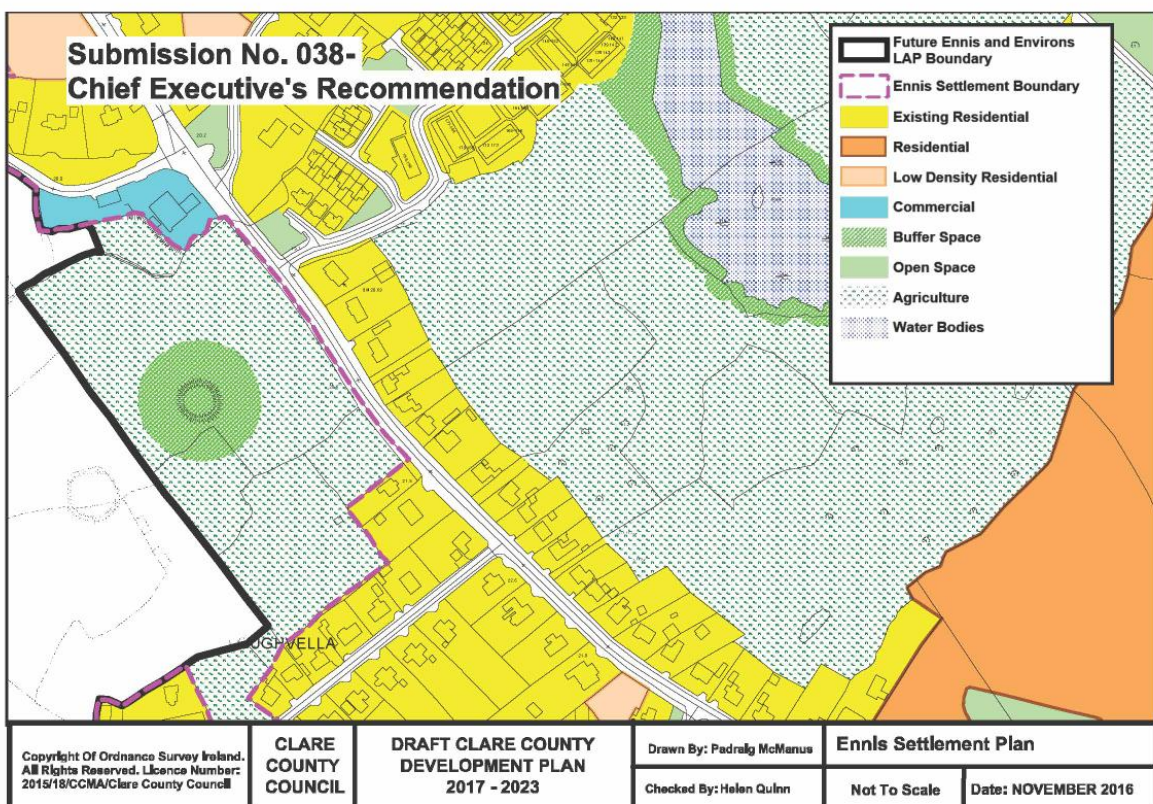 Submission No. 038-
Chief Executive's Recommendation
Future Ennis and Environs
LAP Boundary
Ennis Settlement Boundary
Existing Residential
Residential
Low Density Residential
Commercial
Buffer Space
Open Space
Agriculture
Water Bodies
UGHVELLA
Copyright Of Ordnance Survey Ireland.
All Rights Reserved. Licence Number:
2015/18/CCMA/Clare County Council
CLARE
COUNTY
COUNCIL
DRAFT CLARE COUNTY
DEVELOPMENT PLAN
2017 - 2023
Drawn By: Padraig McManus
Checked By: Helen Quinn
Ennis Settlement Plan
Not To Scale
Date: NOVEMBER 2016